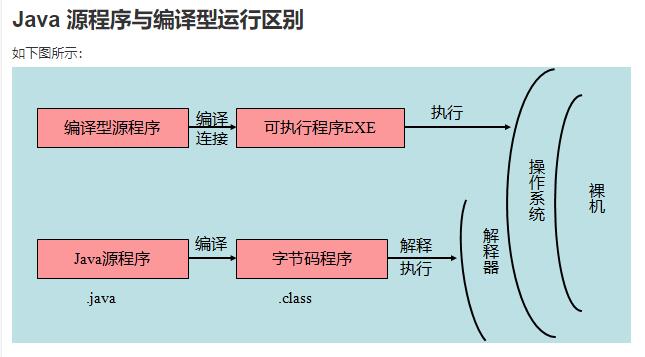 Java 源程序与编译型运行区别
如下图所示：
编译型源程序
编译
连接
可执行程序EXE
执行
操作系统
裸机
Java源程序
编译
字节码程序
解释
执行
解释器
.java
.class